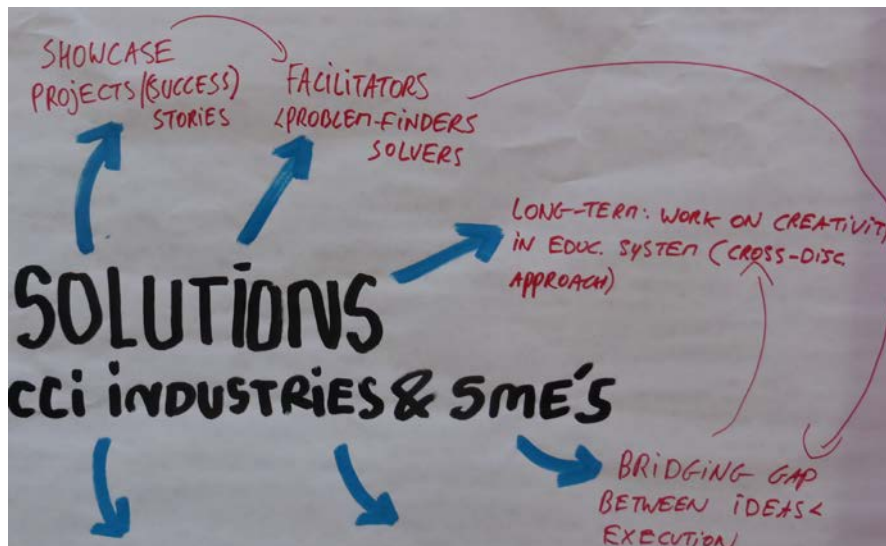 SHOWCASE
PROJECTS/(SUCCESS)
STORIES
FACILITATORS
<PROBLEM-FINDERS
SOLVERS
LONG-TERM: WORK ON CREATIVIT
IN EDUC. SYSTEM (CROSS-DISC.
APPROACH)
SOLUTIONS
CCI INDUSTRIES & SME'S
BRIDGING GAP
BETWEEN IDEAS<
EXECUTION